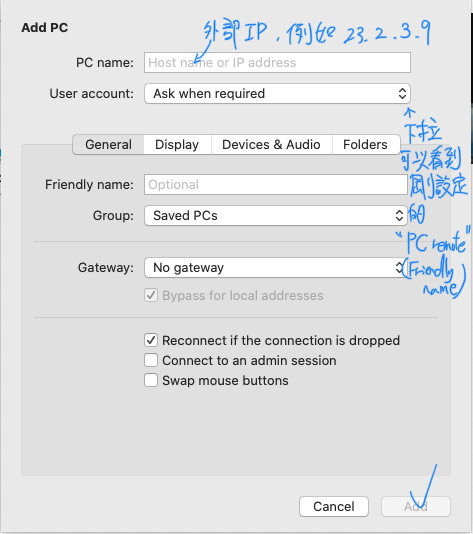 Add PC
外部IP，例如 23.2.3.9
PC name: Host name or IP address
User account: Ask when required
下拉
可以看到
剛設定
的
"PC remote"
(Friendly
name)
General Display Devices & Audio Folders
Friendly name: Optional
Group: Saved PCs
Gateway: No gateway
Bypass for local addresses
Reconnect if the connection is dropped
Connect to an admin session
Swap mouse buttons
Cancel Add